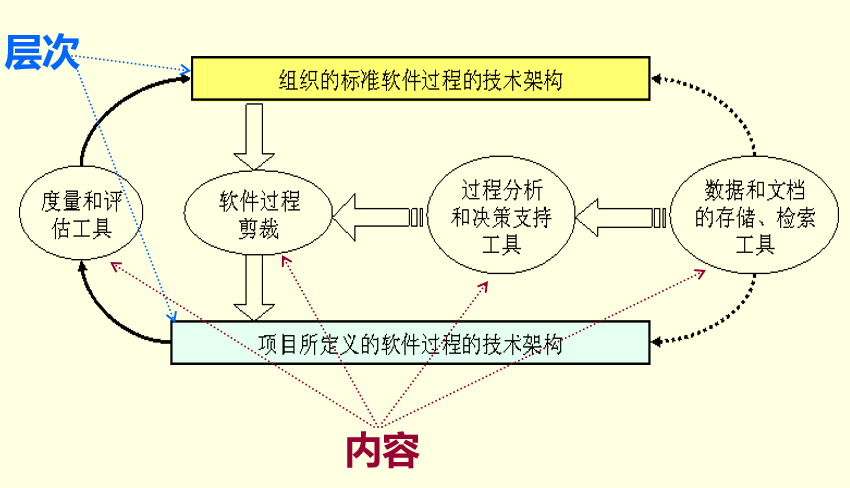 层次
组织的标准软件过程的技术架构
度量和评
估工具
软件过程
剪裁
过程分析
和决策支持
工具
数据和文档
的存储、检索
工具
项目所定义的软件过程的技术架构
内容